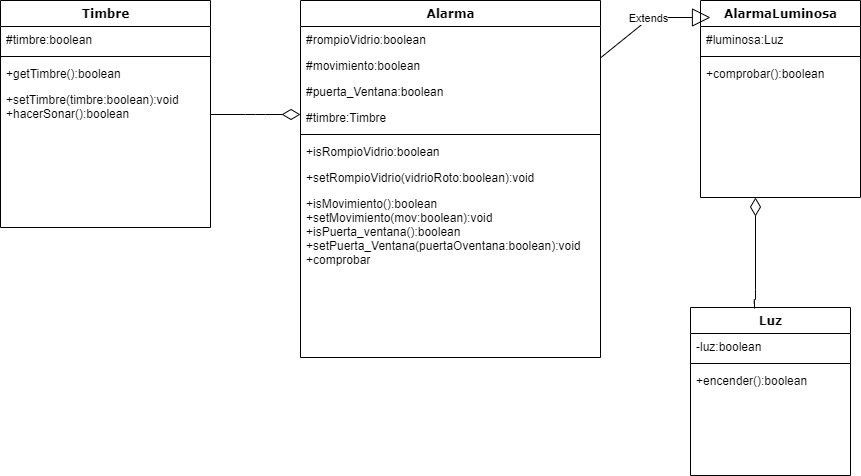 Timbre
#timbre:boolean
+getTimbre():boolean
+setTimbre(timbre:boolean):void
+hacerSonar():boolean
Alarma
#rompioVidrio:boolean
#movimiento:boolean
#puerta_Ventana:boolean
#timbre:Timbre
+isRompioVidrio:boolean
+setRompioVidrio(vidrioRoto:boolean):void
+isMovimiento():boolean
+setMovimiento(mov:boolean):void
+isPuerta_ventana():boolean
+setPuerta_Ventana(puertaOventana:boolean):void
+comprobar
Extends
AlarmaLuminosa
#luminosa:Luz
+comprobar():boolean
Luz
-luz:boolean
+encender():boolean